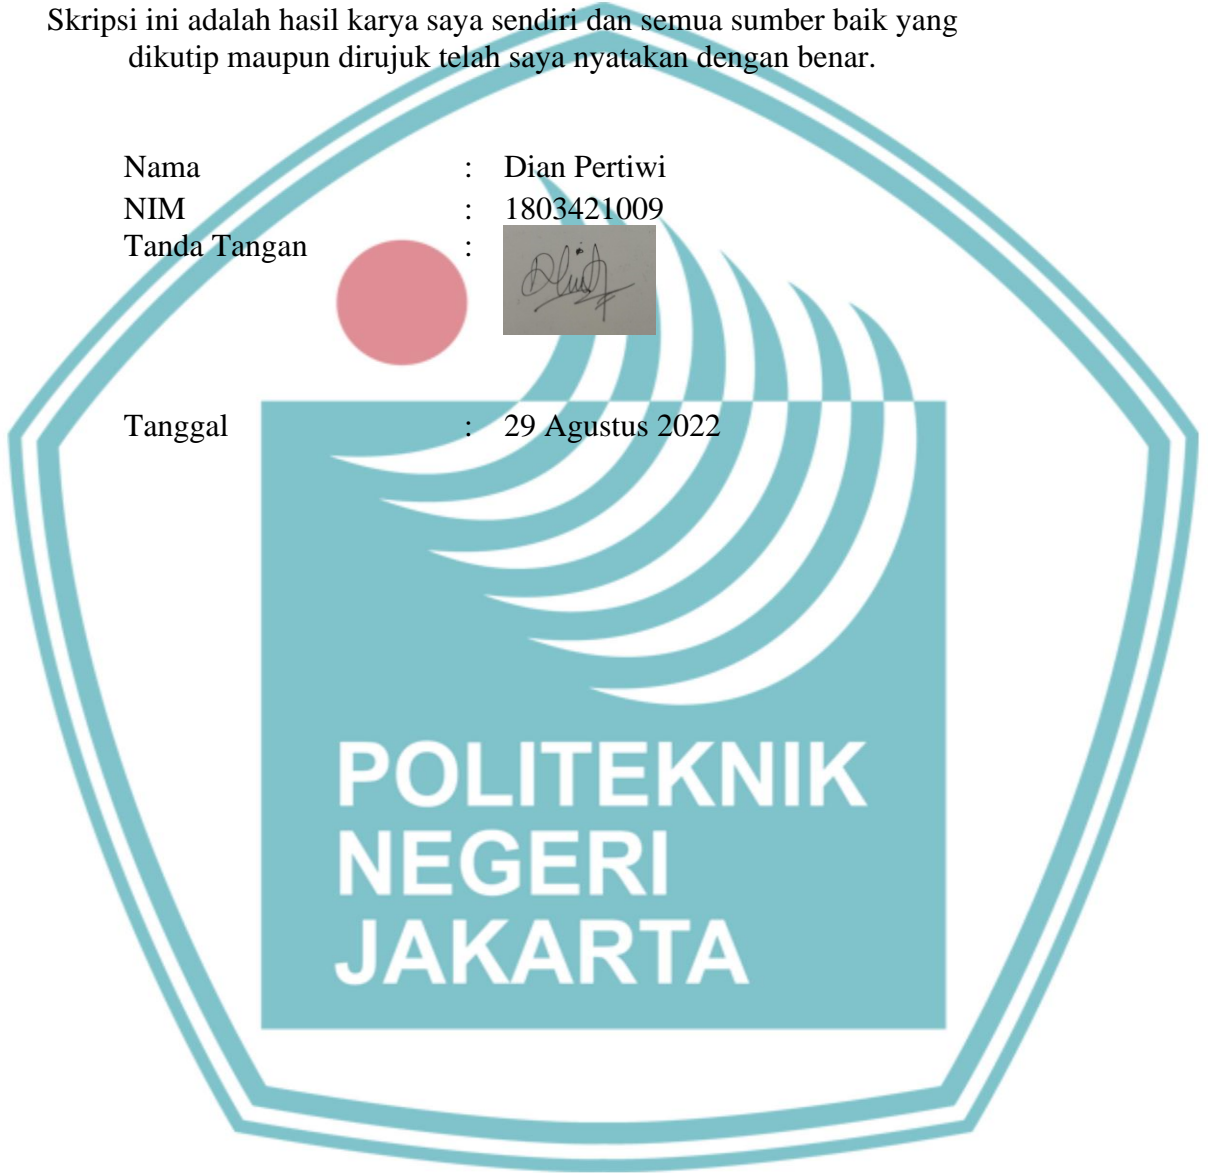 Skripsi ini adalah hasil karya saya sendiri dan semua sumber baik yang
dikutip maupun dirujuk telah saya nyatakan dengan benar.
Nama : Dian Pertiwi
NIM : 1803421009
Tanda Tangan :
Tanggal : 29 Agustus 2022
POLITEKNIK
NEGERI
JAKARTA